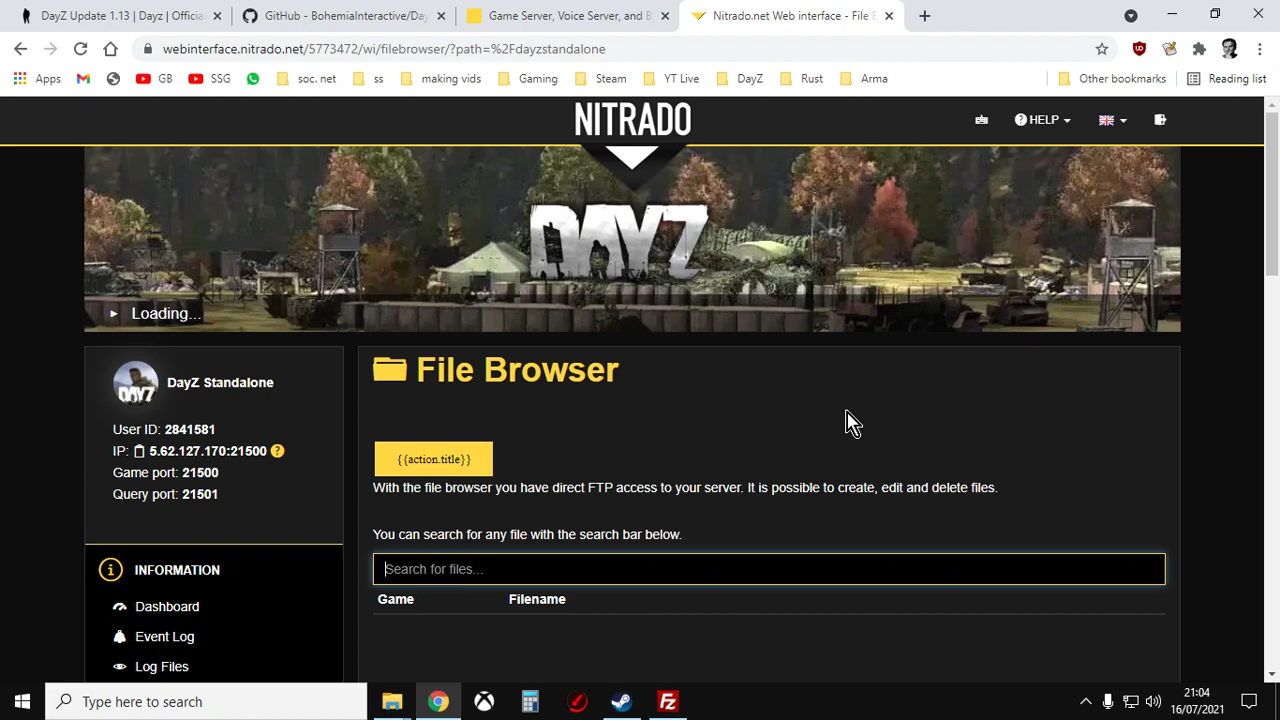 DayZ Update 1.13 | Dayz | Official
GitHub - BohemiaInteractive/Day
Game Server, Voice Server, and B
Nitrado.net Web interface - File B
webinterface.nitrado.net/5773472/wi/filebrowser/?path=%2Fdayzstandalone
Apps
GB
SSG
soc. net
ss
making vids
Gaming
Steam
YT Live
DayZ
Rust
Arma
Other bookmarks
Reading list
NITRADO
HELP
DAYZ
Loading...
DayZ Standalone
User ID: 2841581
IP: 5.62.127.170:21500
Game port: 21500
Query port: 21501
INFORMATION
Dashboard
Event Log
Log Files
File Browser
{{action.title}}
With the file browser you have direct FTP access to your server. It is possible to create, edit and delete files.
You can search for any file with the search bar below.
Search for files...
Game Filename
Type here to search
21:04
16/07/2021